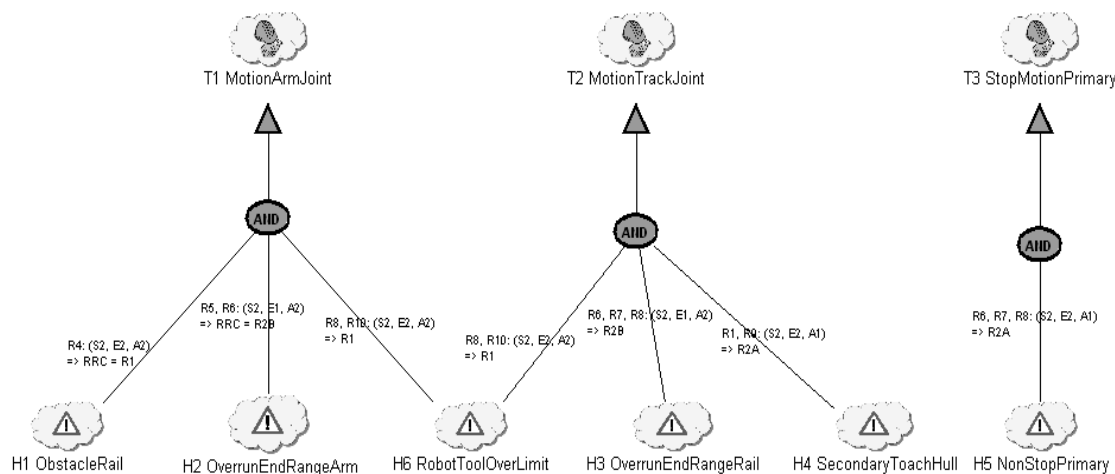 T1 MotionArmJoint
T2 MotionTrackJoint
T3 StopMotionPrimary
AND
AND
AND
R4: (S2, E2, A2)
=> RRC = R1
R5, R6: (S2, E1, A2)
=> RRC = R2B
R8, R10: (S2, E2, A2)
=> R1
R8, R10: (S2, E2, A2)
=> R1
R6, R7, R8: (S2, E1, A2)
=> R2B
R1, R9: (S2, E2, A1)
=> R2A
R6, R7, R8: (S2, E2, A1)
=> R2A
H1 ObstacleRail
H2 OverrunEndRangeArm
H6 RobotToolOverLimit
H3 OverrunEndRangeRail
H4 SecondaryToachHull
H5 NonStopPrimary